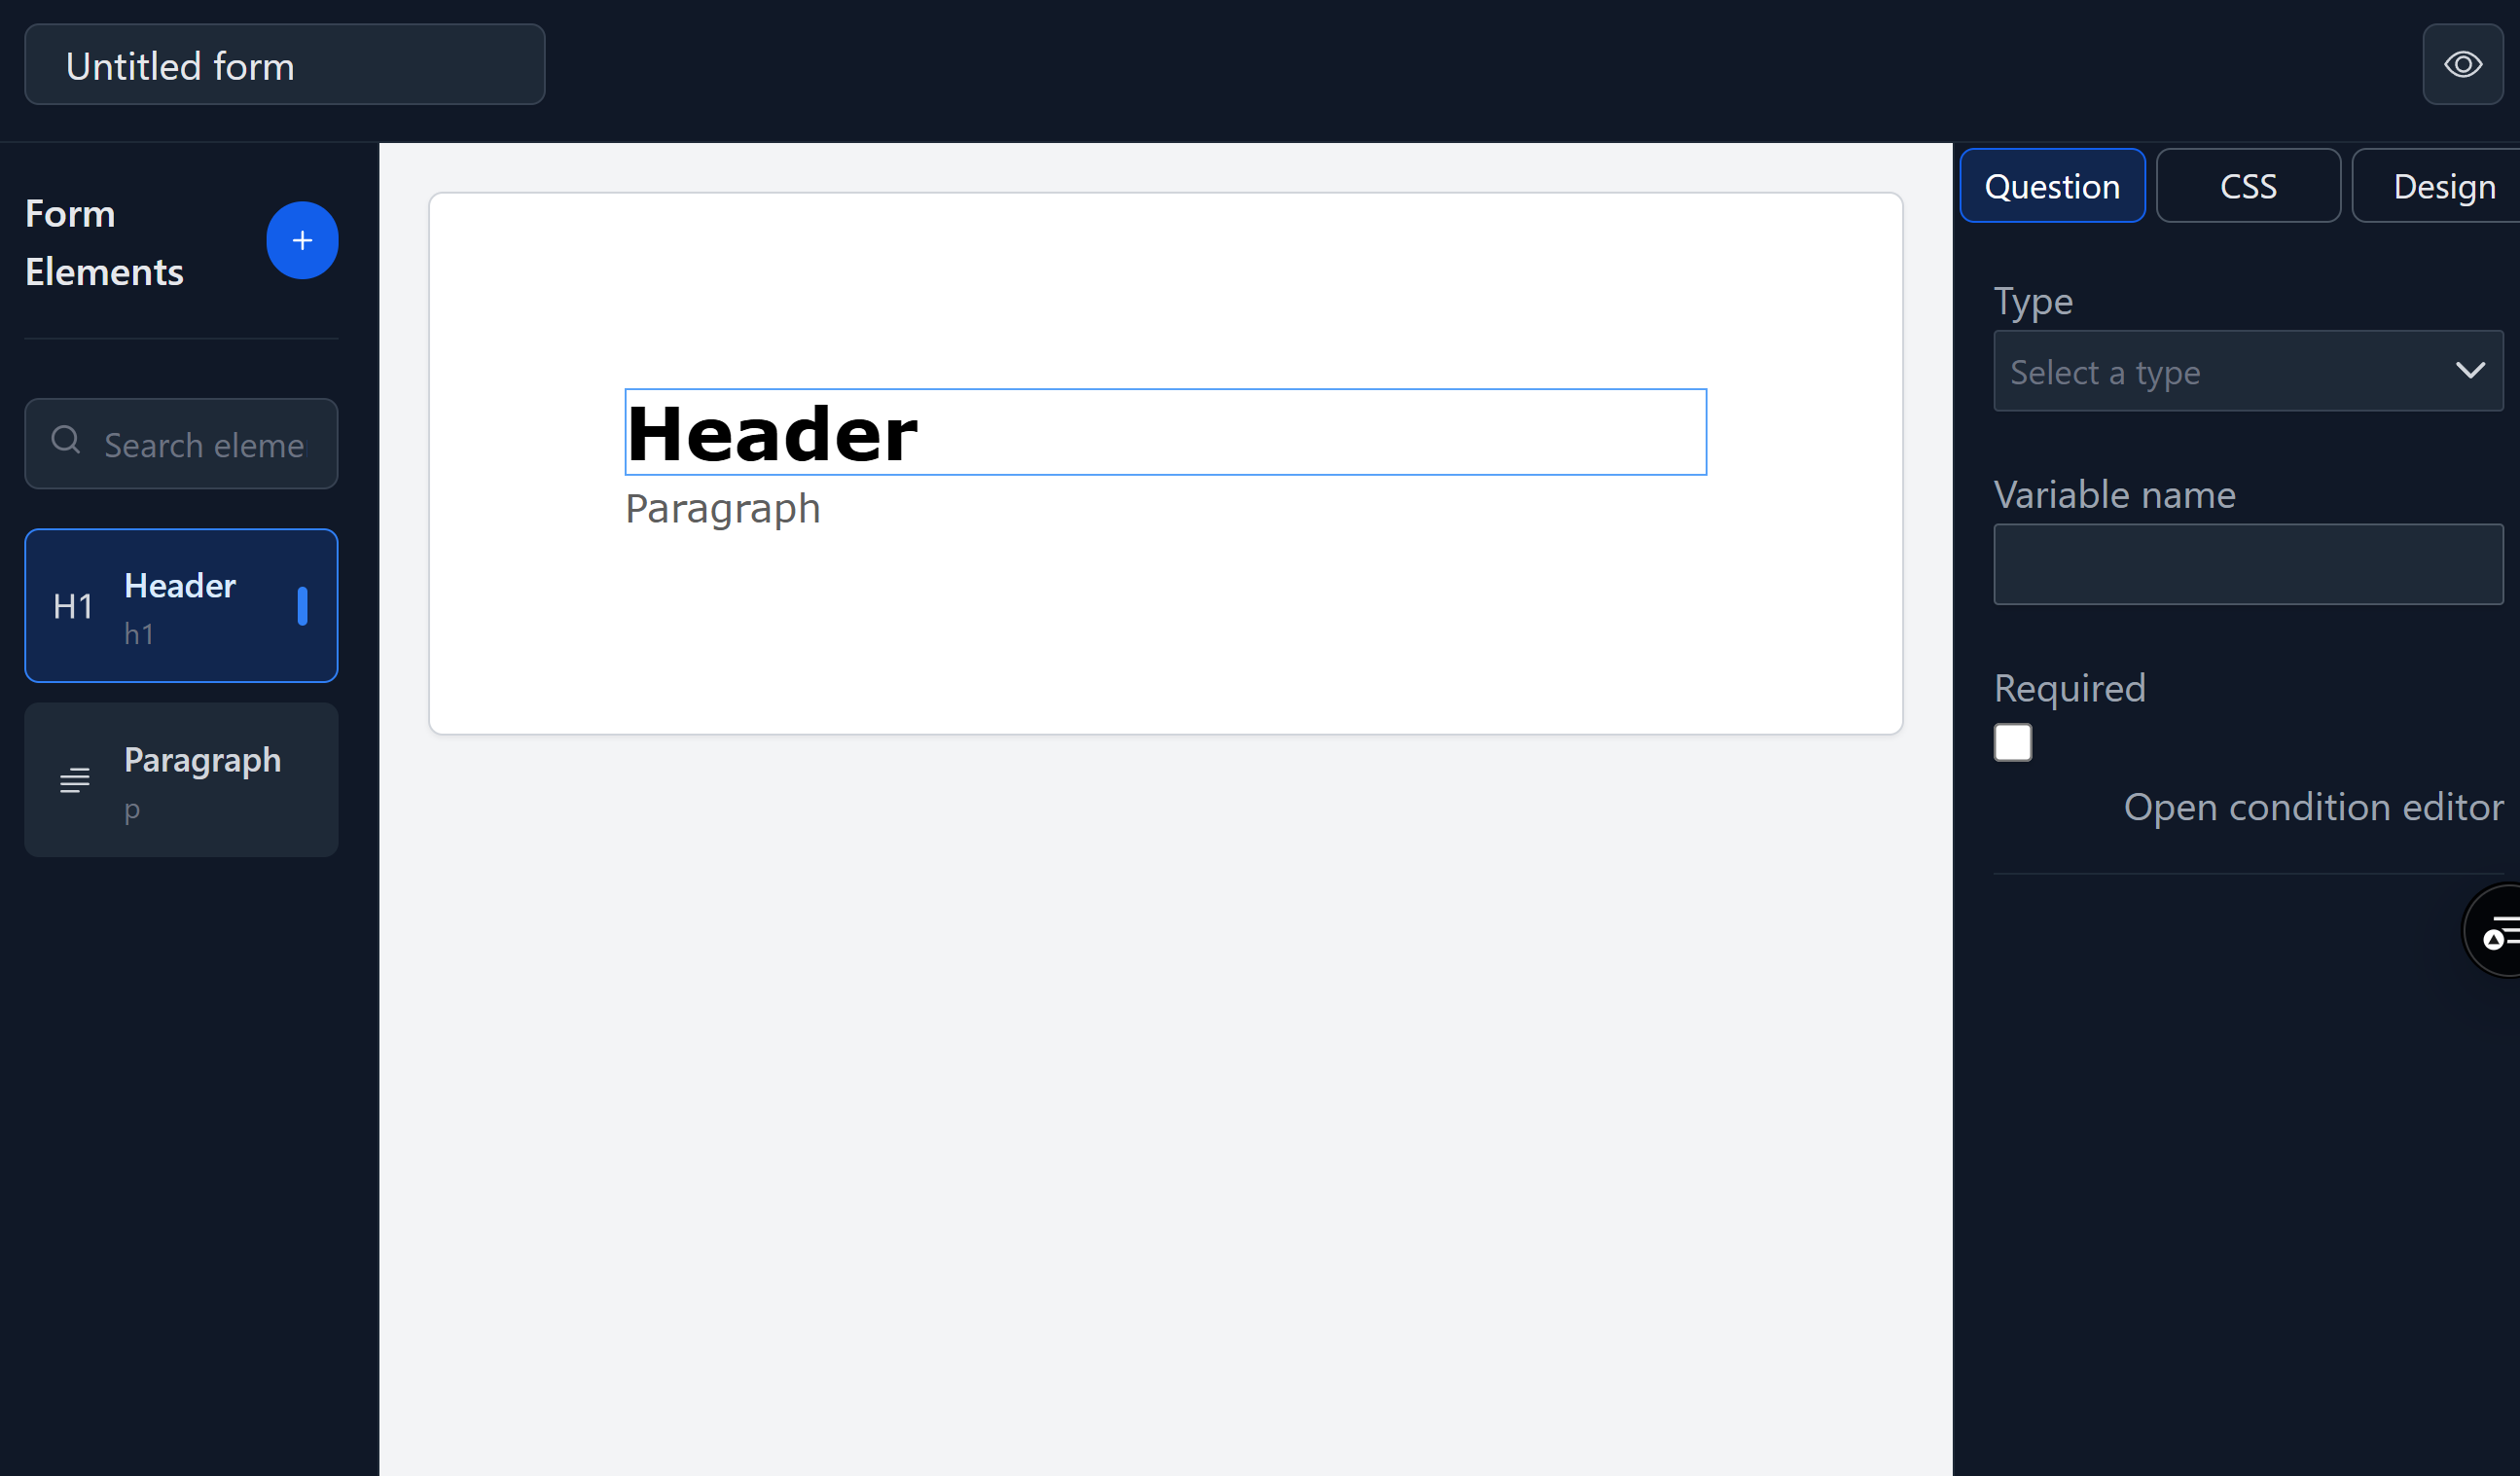 Untitled form
Form
Elements
+
Search eleme
H1
Header
h1
Paragraph
p
Header
Paragraph
Question
CSS
Design
Type
Select a type
Variable name
Required
Open condition editor